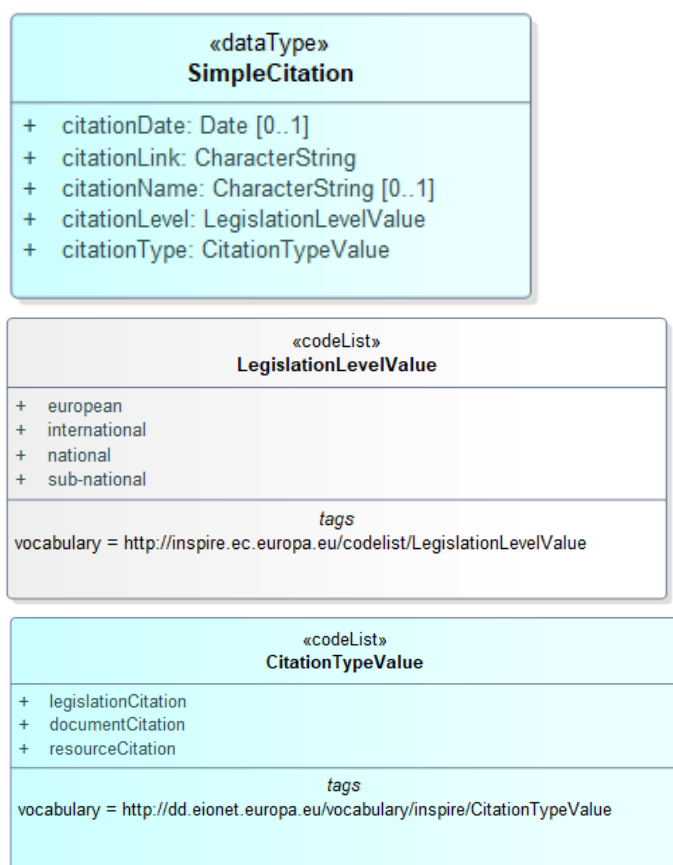 «dataType»
SimpleCitation
+ citationDate: Date [0..1]
+ citationLink: CharacterString
+ citationName: CharacterString [0..1]
+ citationLevel: LegislationLevelValue
+ citationType: CitationTypeValue
«codeList»
LegislationLevelValue
+ european
+ international
+ national
+ sub-national
tags
vocabulary = http://inspire.ec.europa.eu/codelist/LegislationLevelValue
«codeList»
CitationTypeValue
+ legislationCitation
+ documentCitation
+ resourceCitation
tags
vocabulary = http://dd.eionet.europa.eu/vocabulary/inspire/CitationTypeValue